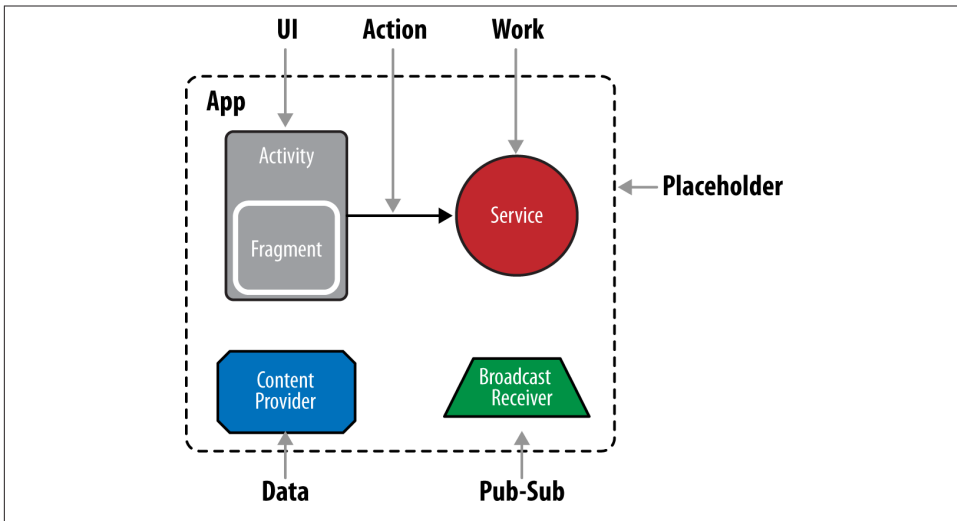 UI
Action
Work
App
Activity
Service
Placeholder
Fragment
Content
Provider
Broadcast
Receiver
Data
Pub-Sub